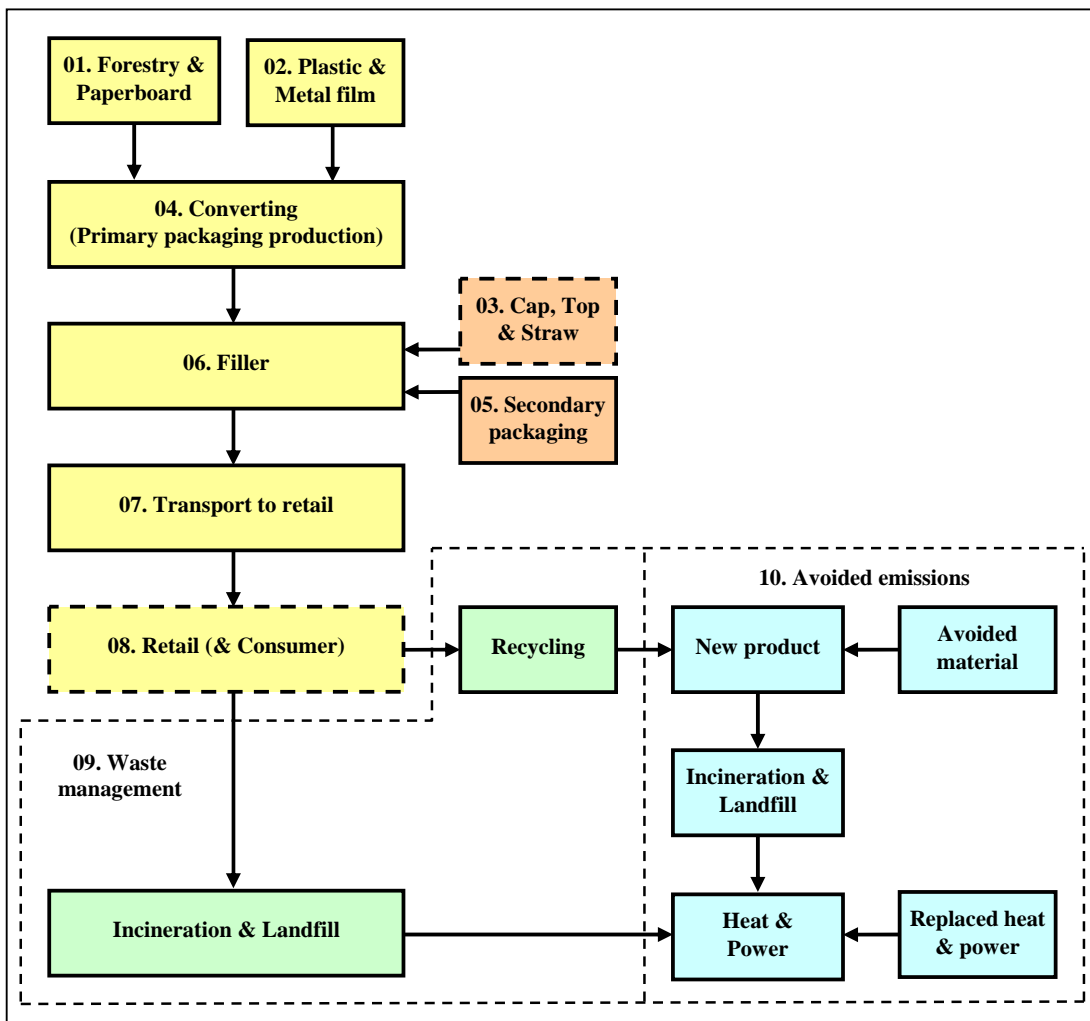 01. Forestry &
Paperboard
02. Plastic &
Metal film
04. Converting
(Primary packaging production)
03. Cap, Top
& Straw
06. Filler
05. Secondary
packaging
07. Transport to retail
10. Avoided emissions
08. Retail (& Consumer)
Recycling
New product
Avoided
material
09. Waste
management
Incineration &
Landfill
Incineration & Landfill
Heat &
Power
Replaced heat
& power